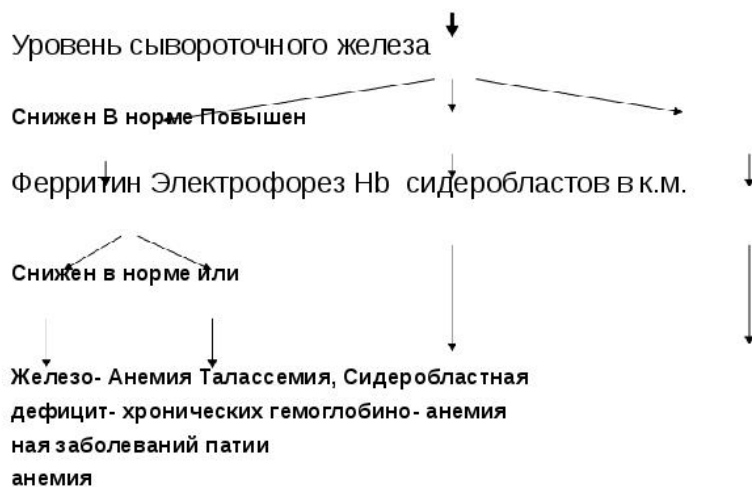 Уровень сывороточного железа
Снижен В норме Повышен
Ферритин Электрофорез Hb сидеробластов в к.м.
Снижен в норме или
Железо- Анемия Талассемия, Сидеробластная
дефицит- хронических гемоглобино- анемия
ная заболеваний патии
анемия